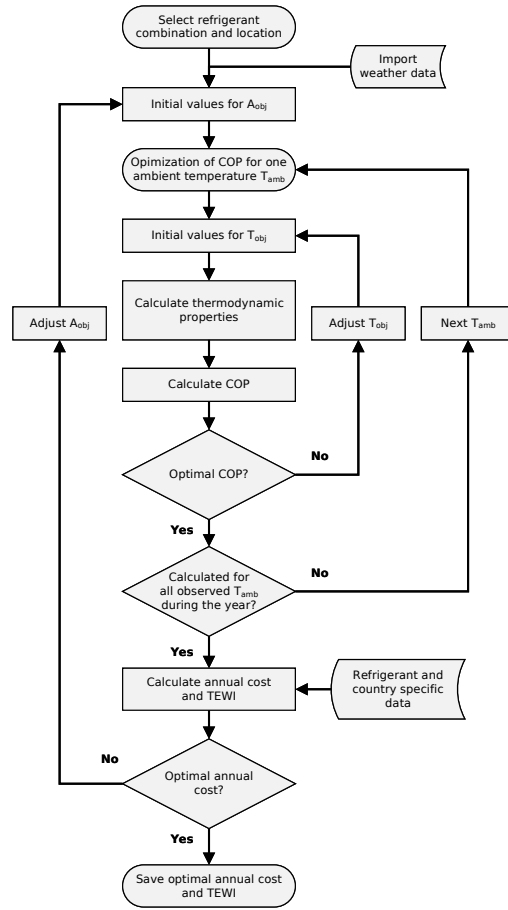 Select refrigerant
combination and location
Import
weather data
Initial values for Aobj
Opimization of COP for one
ambient temperature Tamb
Initial values for Tobj
Calculate thermodynamic
properties
Adjust Aobj
Adjust Tobj
Next Tamb
Calculate COP
Optimal COP?
No
Yes
Calculated for
all observed Tamb
during the year?
No
Yes
Calculate annual cost
and TEWI
Refrigerant and
country specific
data
No
Optimal annual
cost?
Yes
Save optimal annual cost
and TEWI